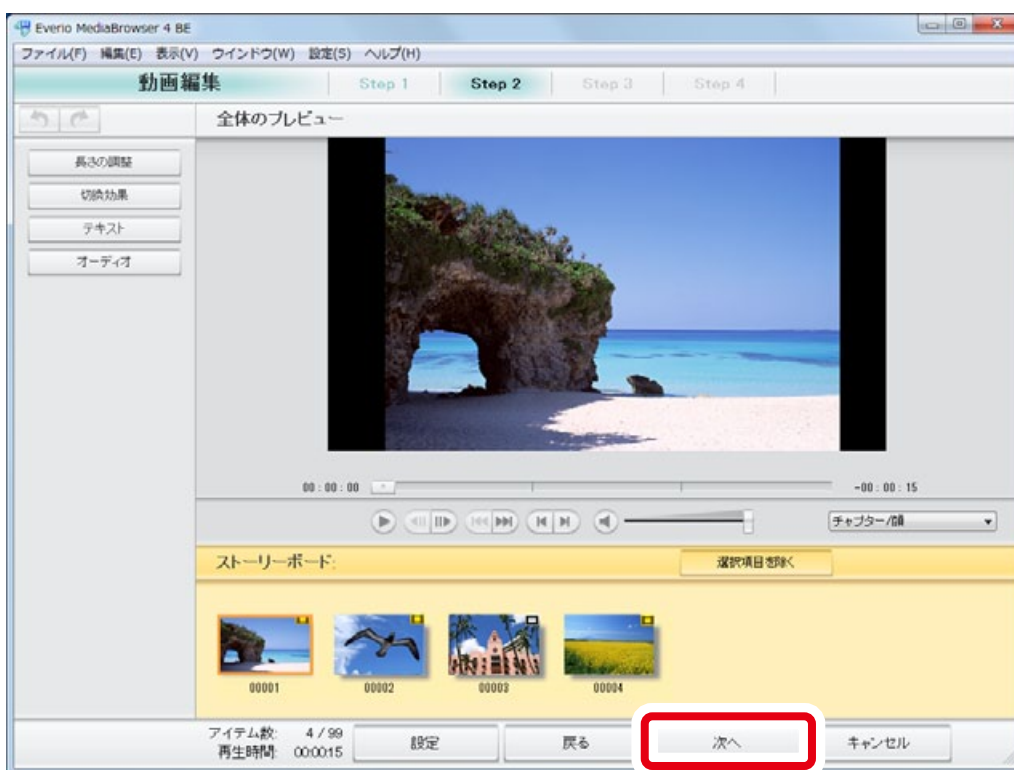 Everio MediaBrowser 4 BE
ファイル(F) 編集(E) 表示(V) ウインドウ(W) 設定(S) ヘルプ(H)
動画編集 Step 1 Step 2 Step 3 Step 4
全体のプレビュー
長さの調整
切換効果
テキスト
オーディオ
00:00:00 -00:00:15
チャプター/顔
ストーリーボード: 選択項目を除く
00001 00002 00003 00004
アイテム数: 4/99
再生時間: 00:00:15
設定 戻る 次へ キャンセル